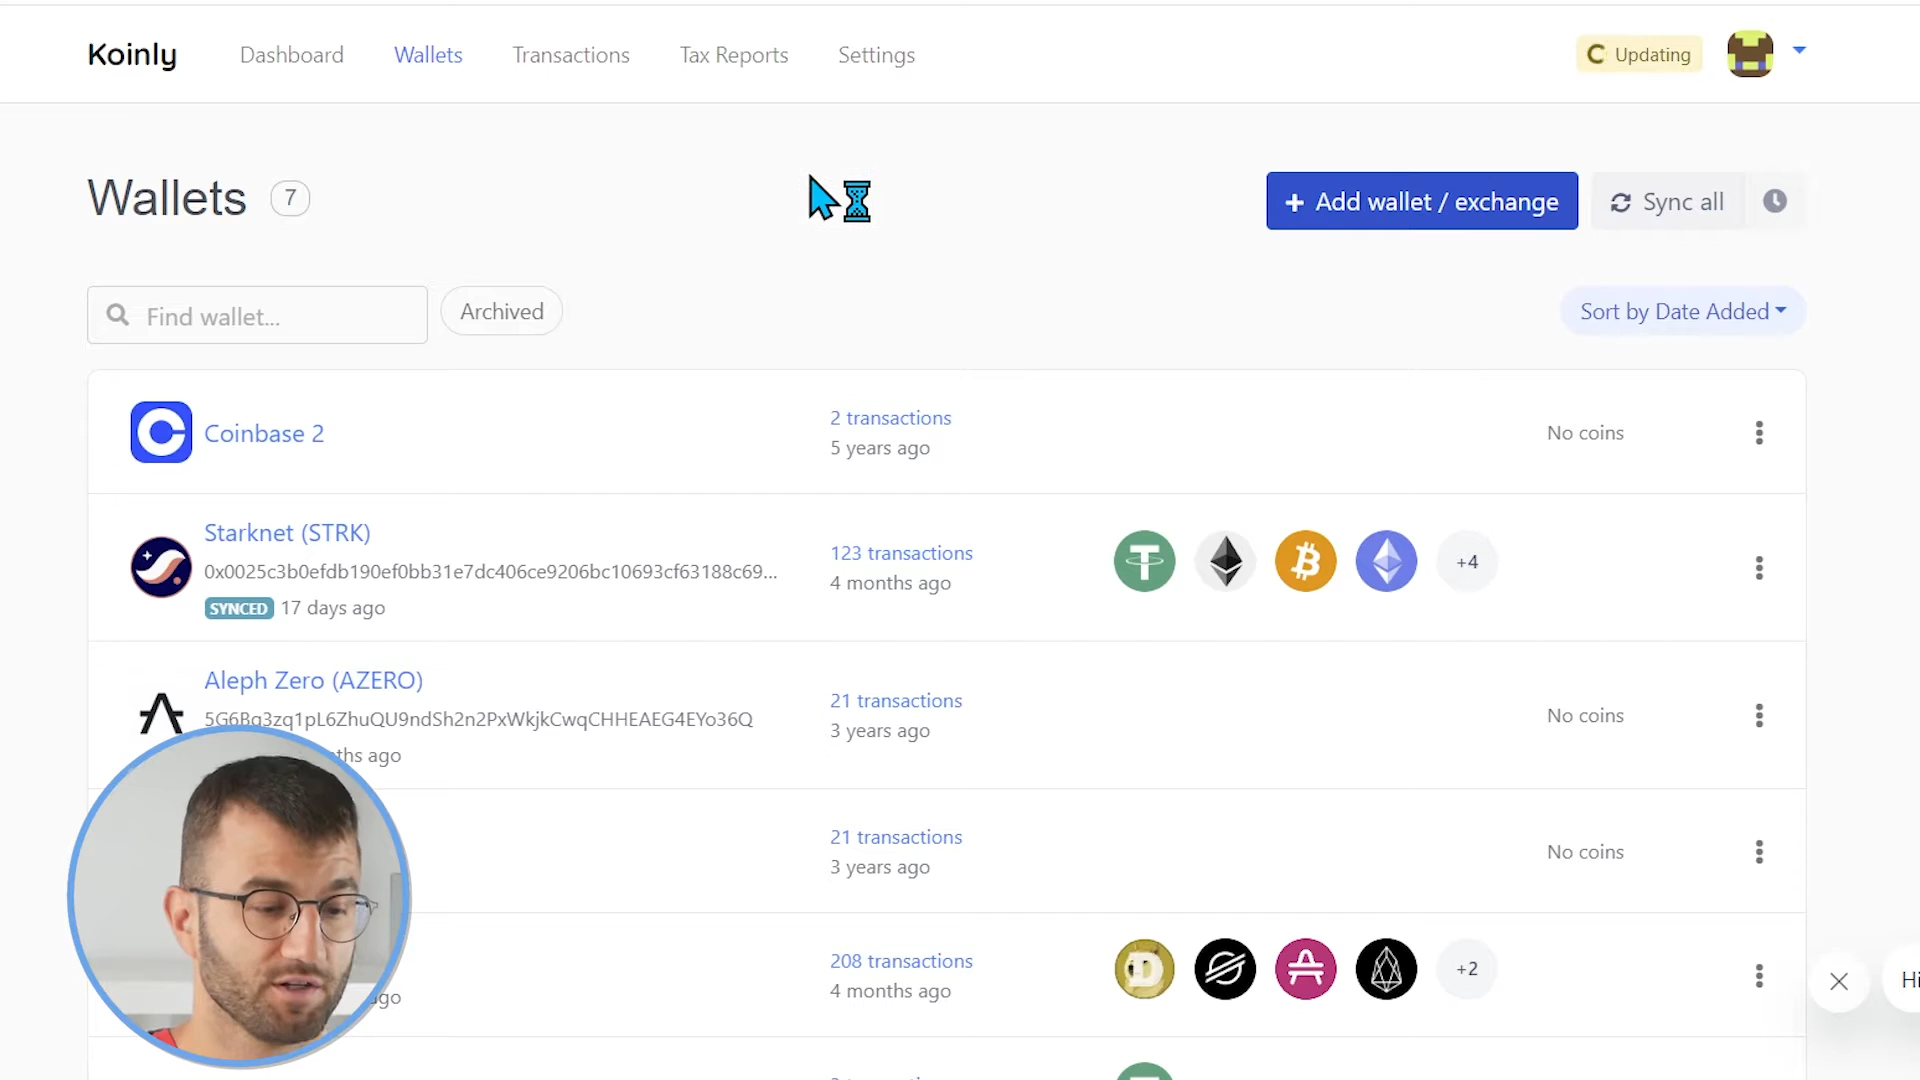 Koinly
Dashboard
Wallets
Transactions
Tax Reports
Settings
Updating
Wallets 7
+ Add wallet / exchange
Sync all
Find wallet...
Archived
Sort by Date Added
Coinbase 2
2 transactions
5 years ago
No coins
Starknet (STRK)
0x0025c3b0efdb190ef0bb31e7dc406ce9206bc10693cf63188c69...
SYNCED 17 days ago
123 transactions
4 months ago
+4
Aleph Zero (AZERO)
5G6Bq3zq1pL6ZhuQU9ndSh2n2PxWkjkCwqCHHEAEG4EYo36Q
ago
21 transactions
3 years ago
No coins
21 transactions
3 years ago
No coins
208 transactions
4 months ago
+2
Hi